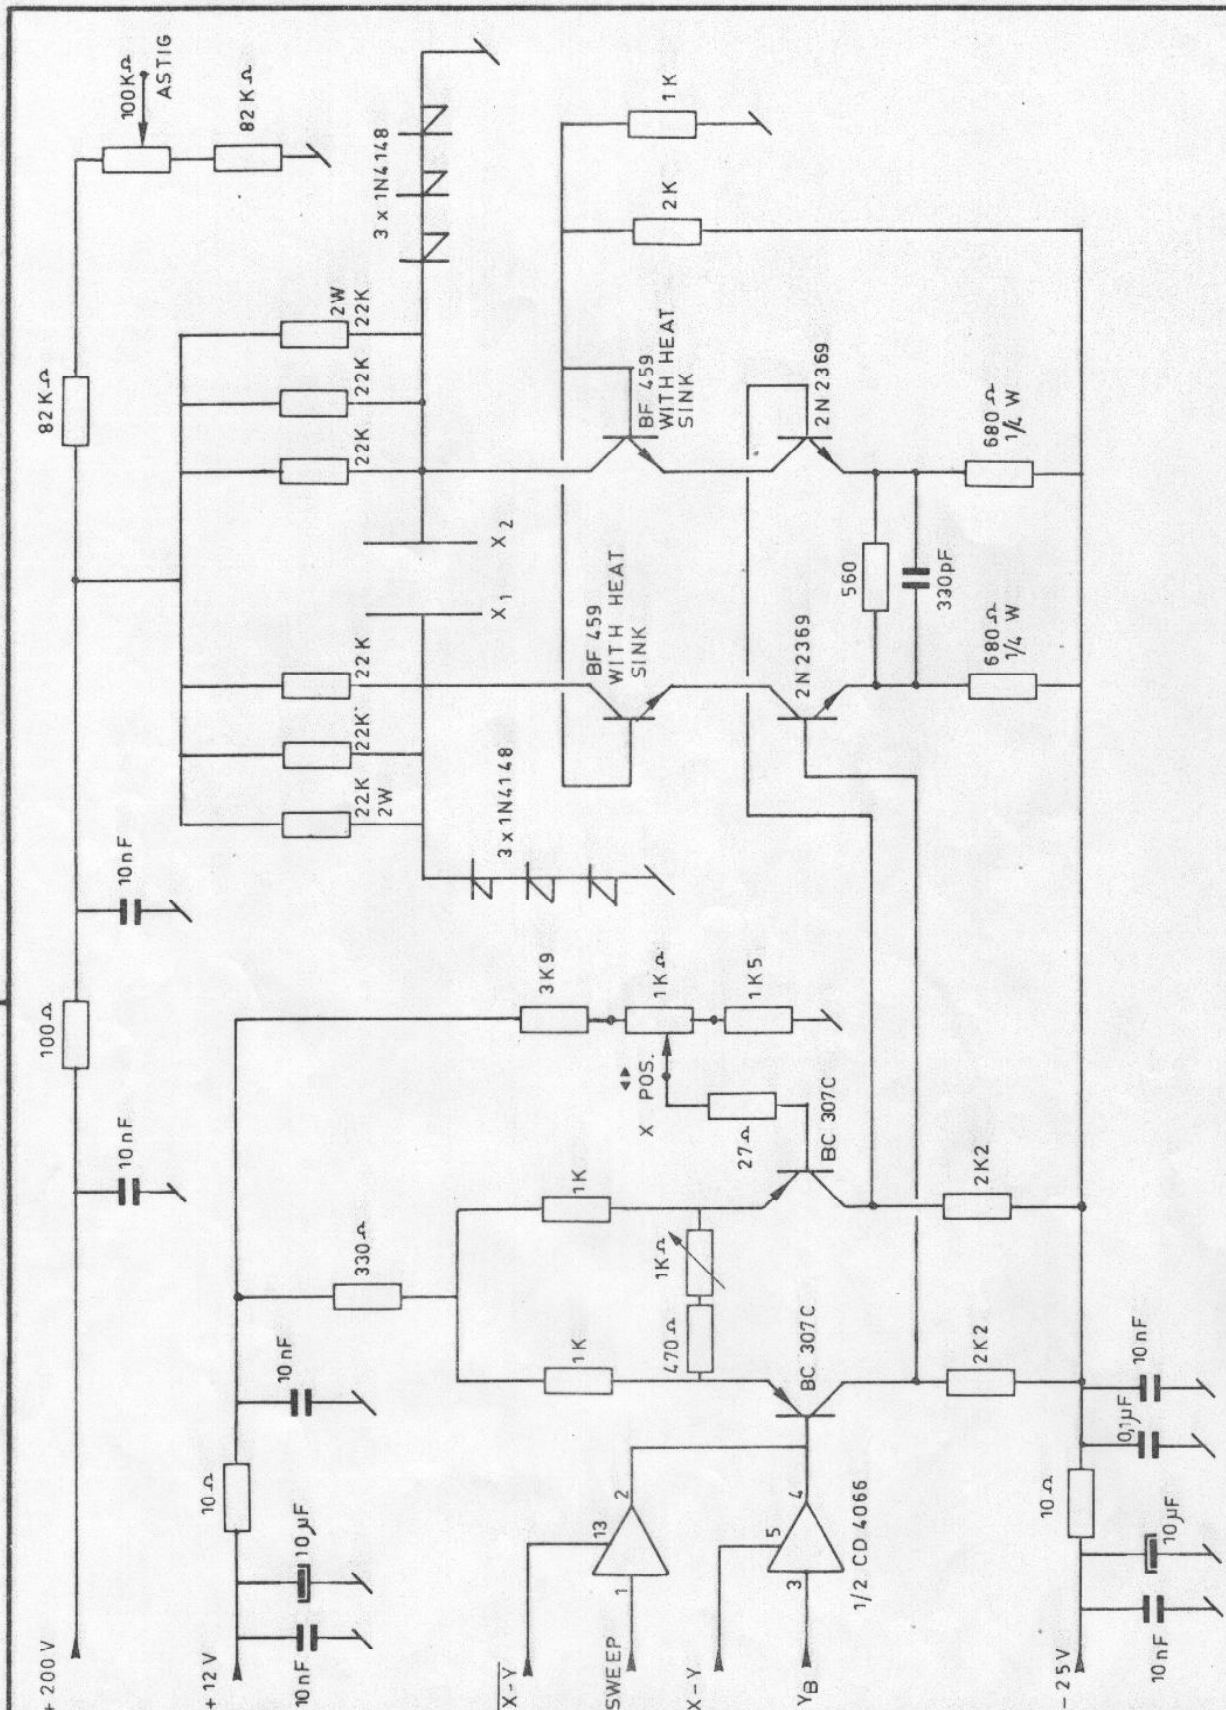 100KΩ
ASTIG
82KΩ
82KΩ
3 x 1N4148
1K
2K
2W
22K
22K
22K
BF 459
WITH HEAT
SINK
2N 2369
680Ω
1/4 W
X2
X1
560
330pF
22K
22K
22K
2W
BF 459
WITH HEAT
SINK
2N 2369
680Ω
1/4 W
3 x 1N4148
10nF
100Ω
10nF
3K9
1KΩ
1K5
X POS.
27Ω
BC 307C
2K2
1K
330Ω
1KΩ
470Ω
1K
BC 307C
2K2
10nF
10nF
0,1µF
10Ω
10µF
10nF
10Ω
10µF
10nF
2
13
1
4
5
3
1/2 CD 4066
+200V
+12V
X-Y
SWEEP
X-Y
YB
-25V